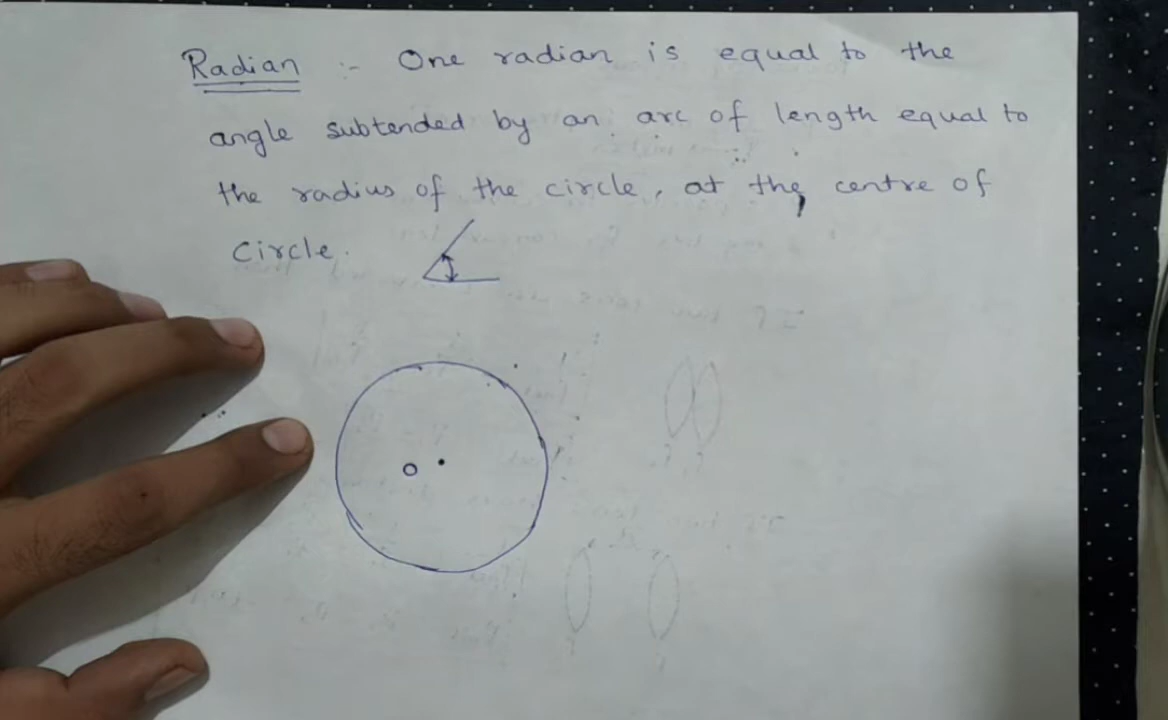 Radian :- One radian is equal to the
angle subtended by an arc of length equal to
the radius of the circle, at the centre of
Circle.
O